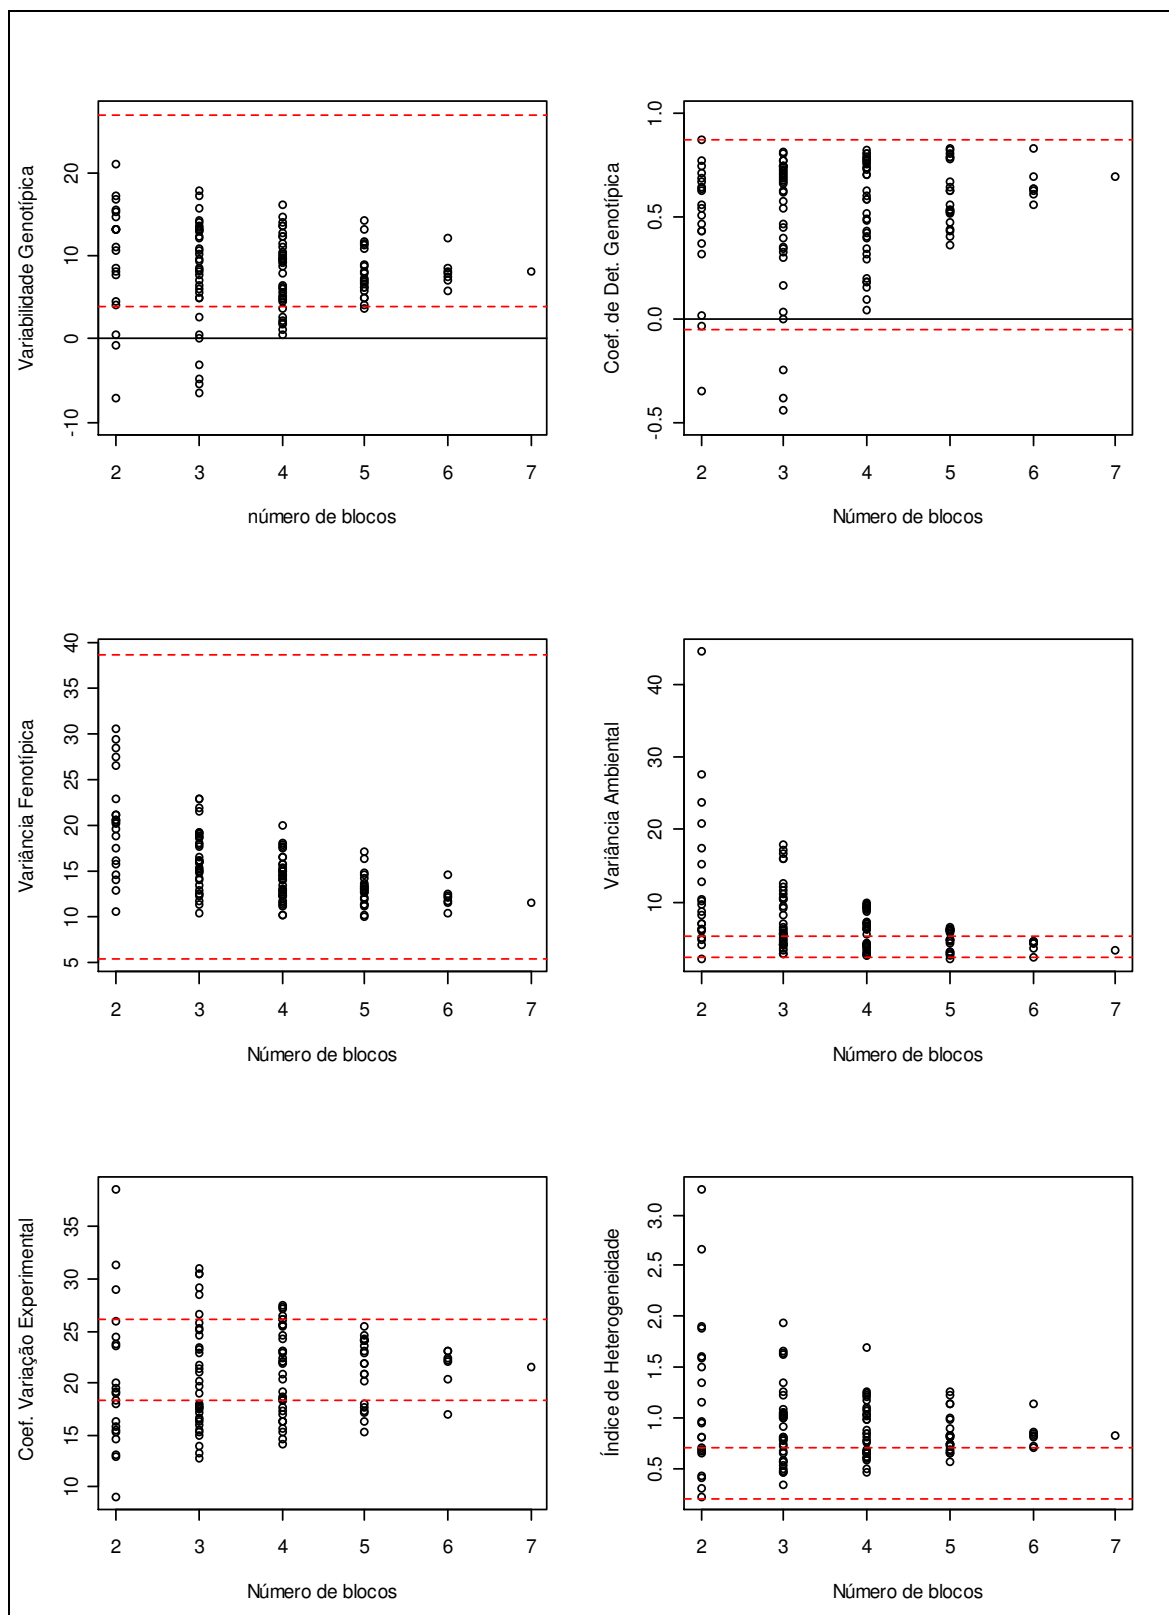 Variabilidade Genotípica
20
10
0
-10
2 3 4 5 6 7
número de blocos
Coef. de Det. Genotípica
1.0
0.5
0.0
-0.5
2 3 4 5 6 7
Número de blocos
Variância Fenotípica
40
35
30
25
20
15
10
5
2 3 4 5 6 7
Número de blocos
Variância Ambiental
40
30
20
10
2 3 4 5 6 7
Número de blocos
Coef. Variação Experimental
35
30
25
20
15
10
2 3 4 5 6 7
Número de blocos
Índice de Heterogeneidade
3.0
2.5
2.0
1.5
1.0
0.5
2 3 4 5 6 7
Número de blocos